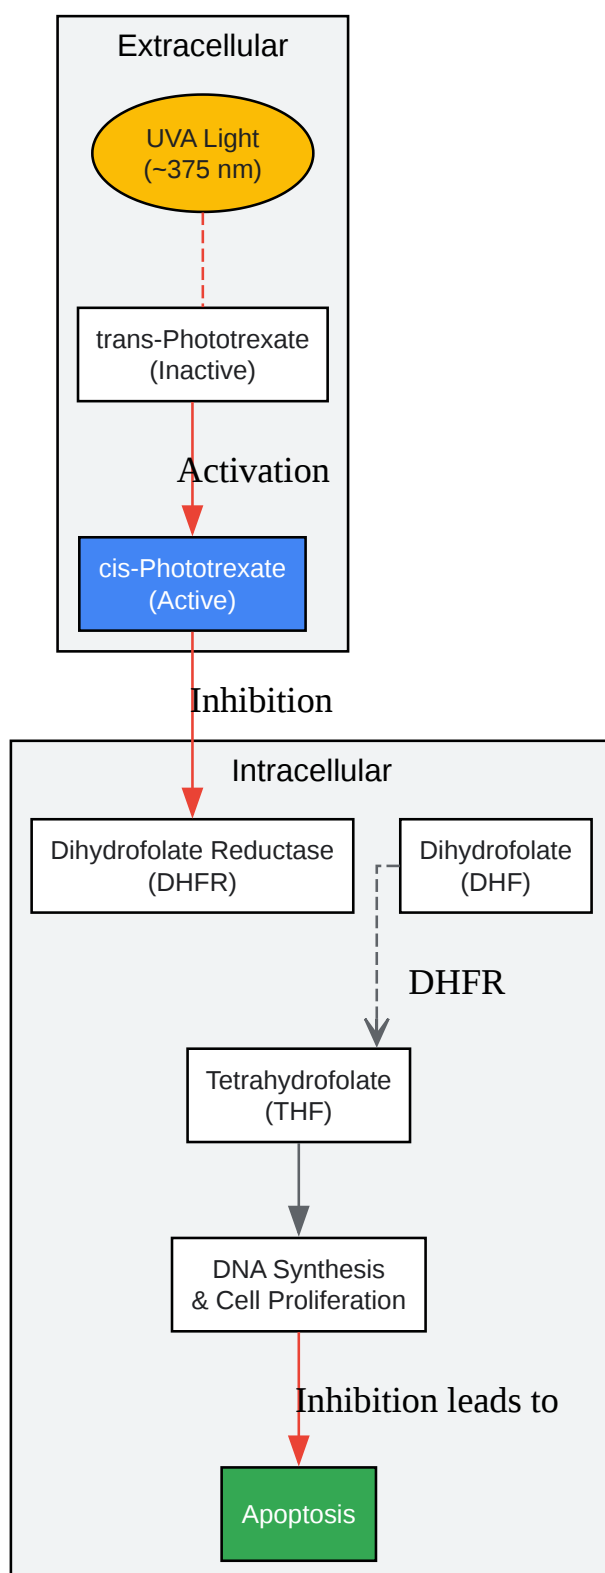 Extracellular
UVA Light
(~375 nm)
trans-Phototrexate
(Inactive)
Activation
cis-Phototrexate
(Active)
Inhibition
Intracellular
Dihydrofolate Reductase
(DHFR)
Dihydrofolate
(DHF)
DHFR
Tetrahydrofolate
(THF)
DNA Synthesis
& Cell Proliferation
Inhibition leads to
Apoptosis